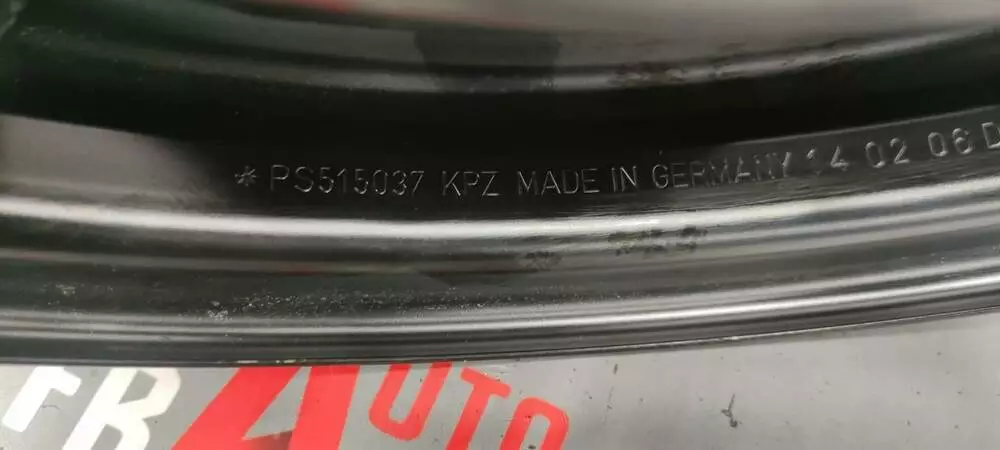 * PS515037 KPZ MADE IN GERMANY 14 02 06 D
FR AUTO